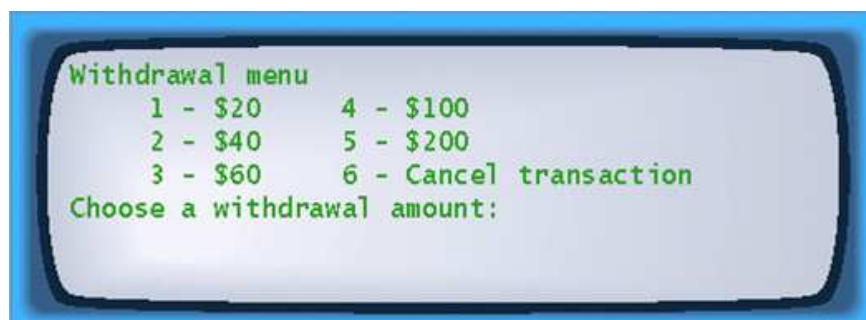 Withdrawal menu
1 - $20 4 - $100
2 - $40 5 - $200
3 - $60 6 - Cancel transaction
Choose a withdrawal amount: